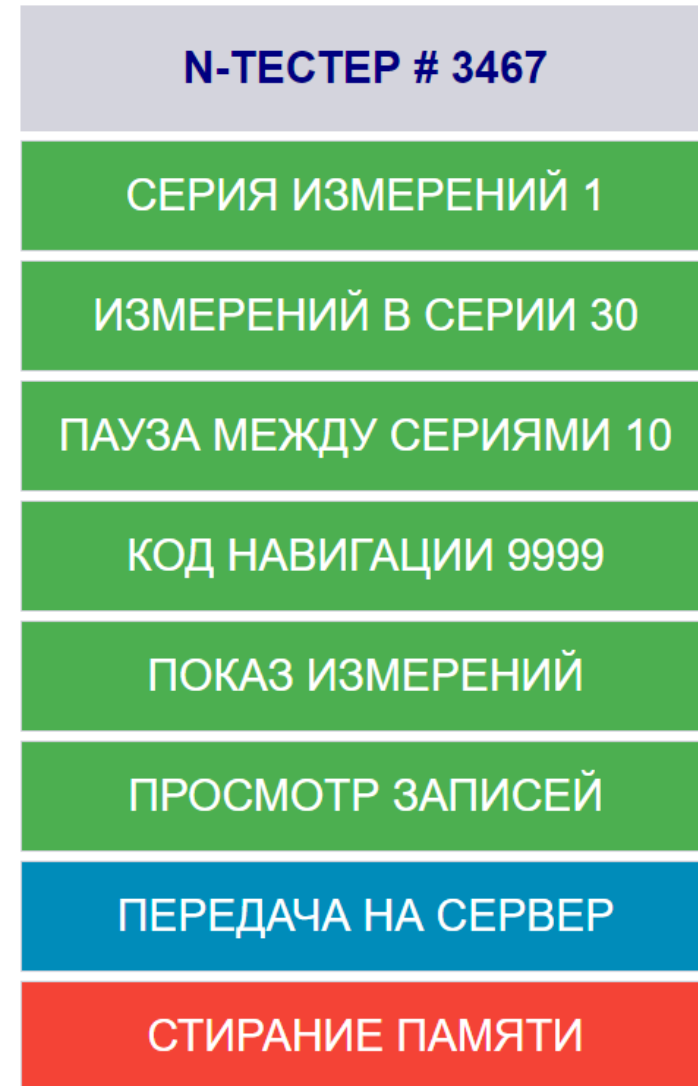 N-ТЕСТЕР # 3467
СЕРИЯ ИЗМЕРЕНИЙ 1
ИЗМЕРЕНИЙ В СЕРИИ 30
ПАУЗА МЕЖДУ СЕРИЯМИ 10
КОД НАВИГАЦИИ 9999
ПОКАЗ ИЗМЕРЕНИЙ
ПРОСМОТР ЗАПИСЕЙ
ПЕРЕДАЧА НА СЕРВЕР
СТИРАНИЕ ПАМЯТИ